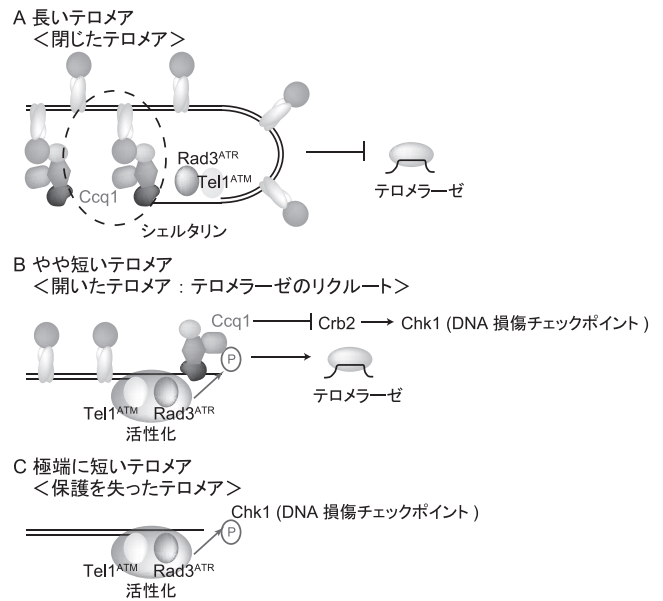 A 長いテロメア
＜閉じたテロメア＞
Rad3ATR
Tel1ATM
Ccq1
テロメラーゼ
シェルタリン
B やや短いテロメア
＜開いたテロメア：テロメラーゼのリクルート＞
Ccq1
Crb2
Chk1 (DNA 損傷チェックポイント)
P
テロメラーゼ
Tel1ATM Rad3ATR
活性化
C 極端に短いテロメア
＜保護を失ったテロメア＞
Chk1 (DNA 損傷チェックポイント)
P
Tel1ATM Rad3ATR
活性化